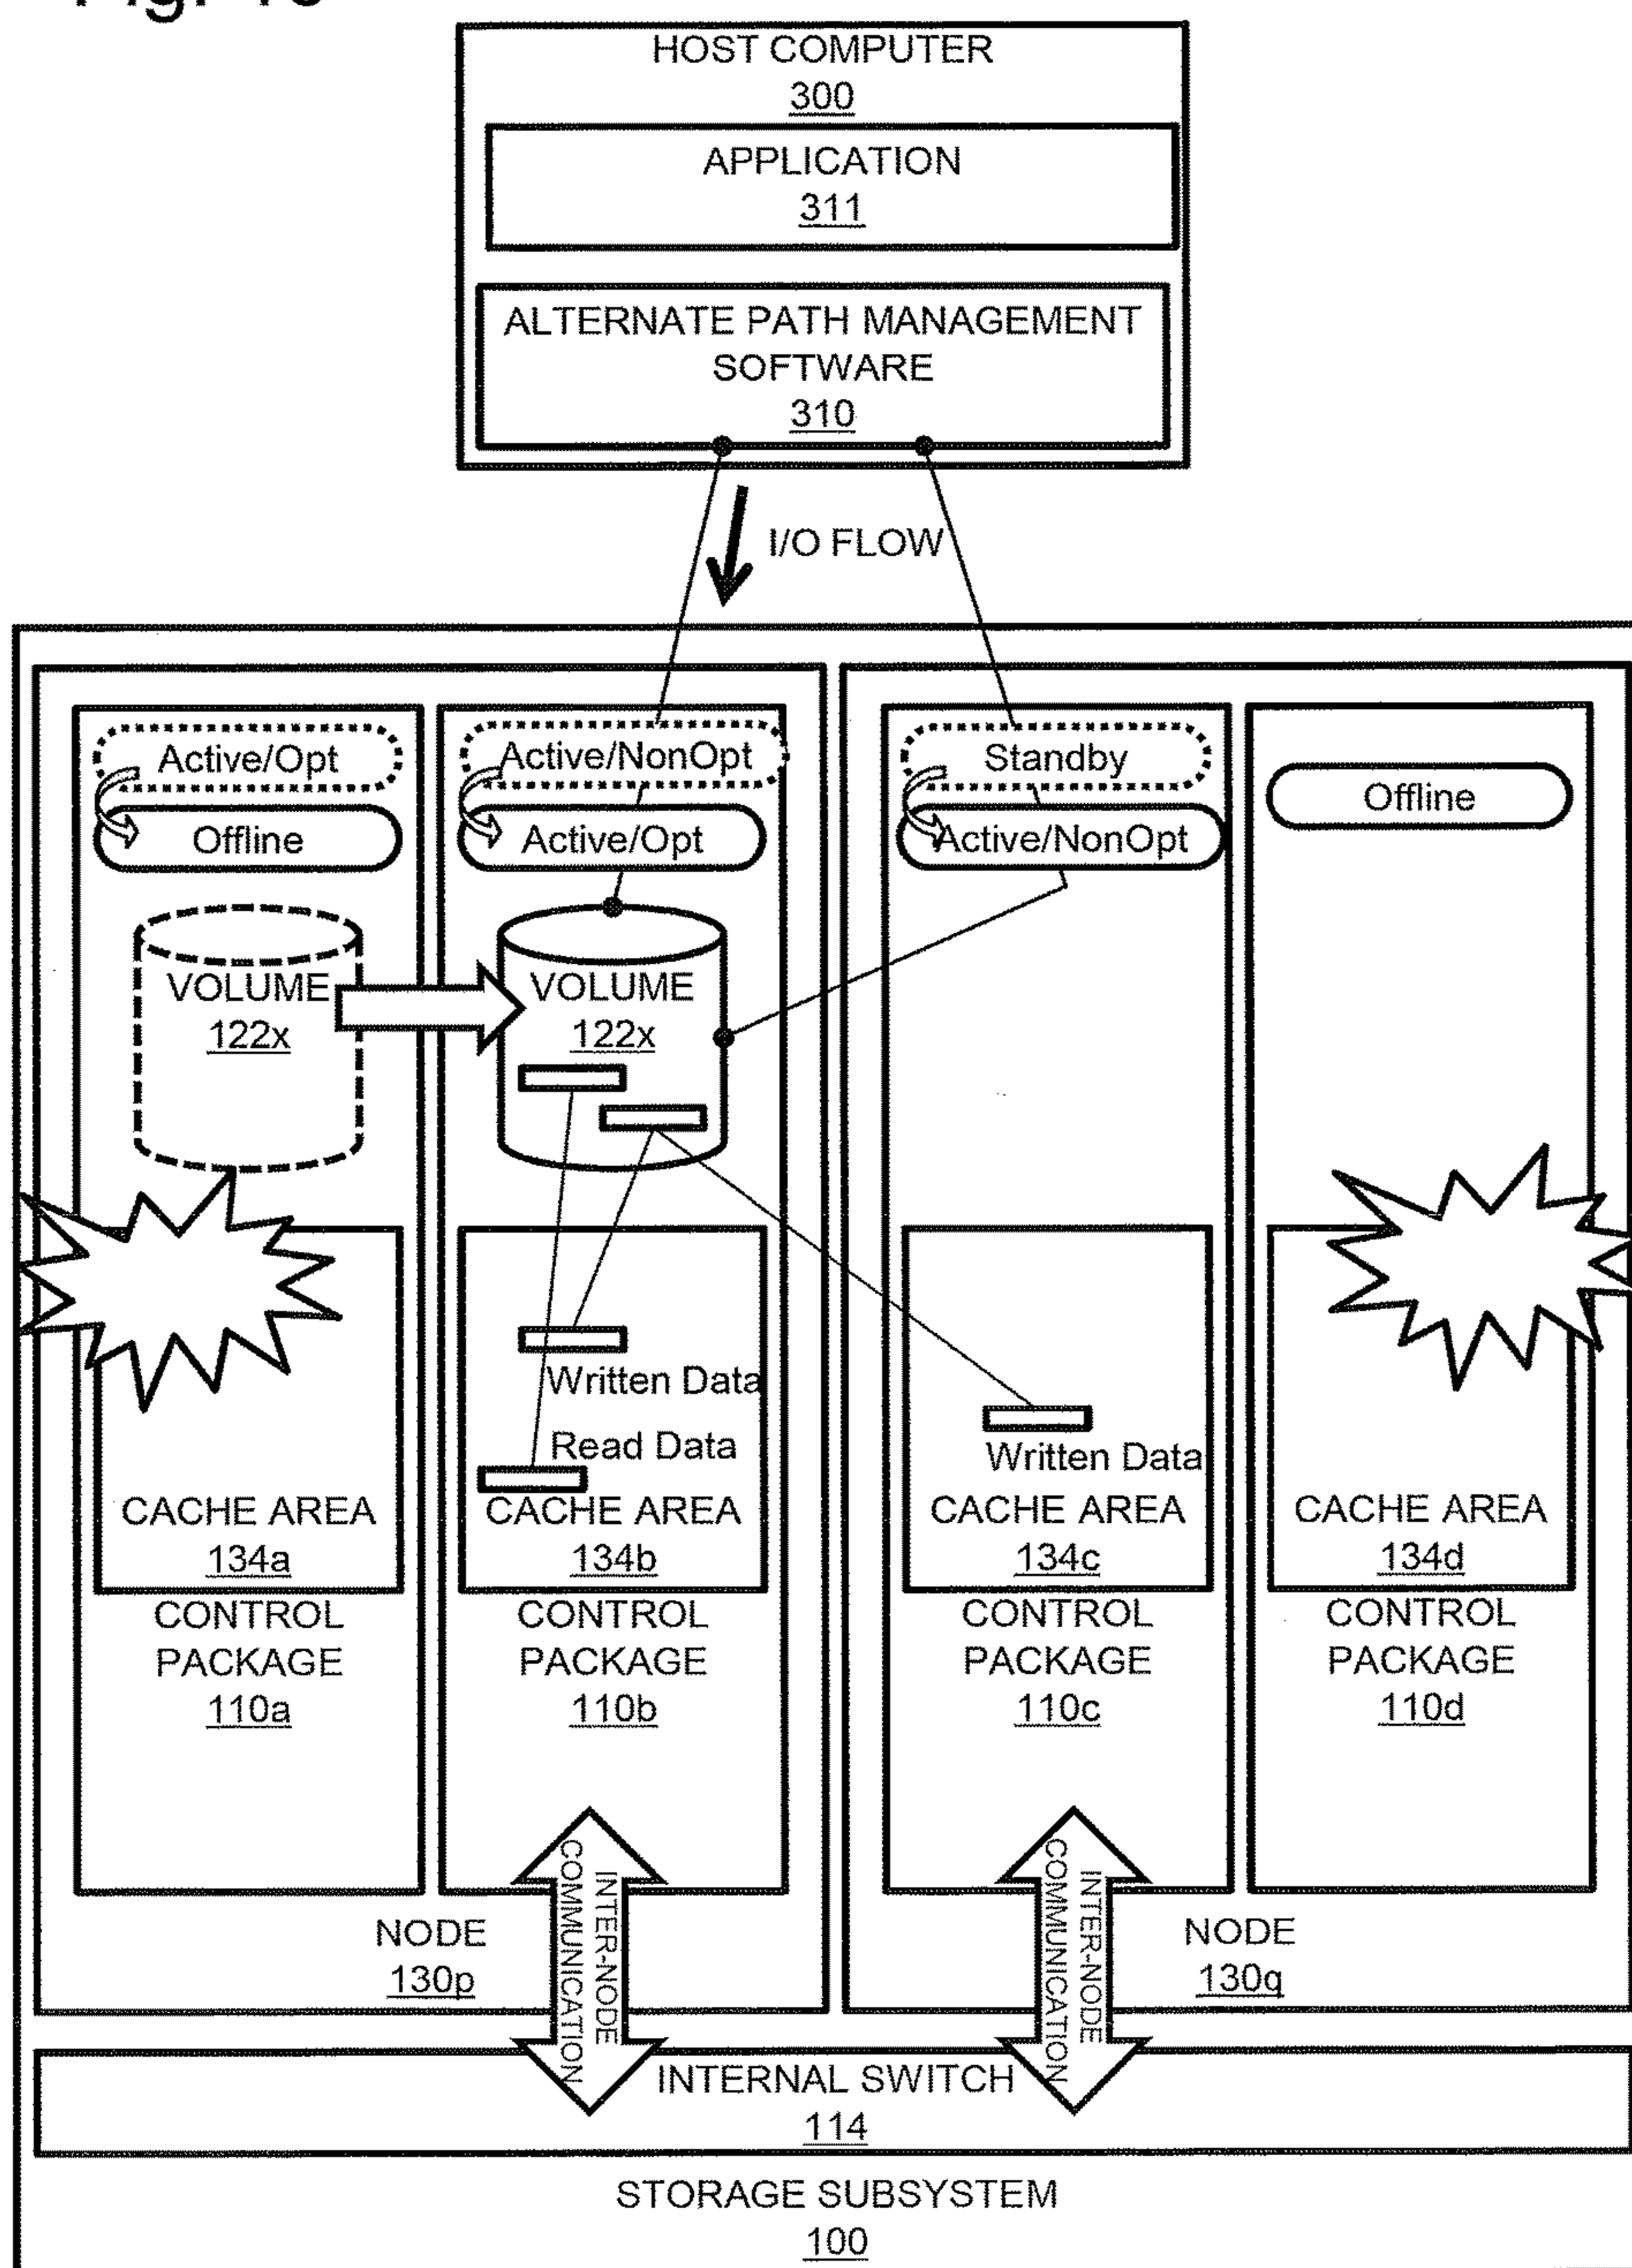 HOST COMPUTER
300
APPLICATION
311
ALTERNATE PATH MANAGEMENT
SOFTWARE
310
I/O FLOW
Active/Opt
Offline
Active/NonOpt
Active/Opt
Standby
Active/NonOpt
Offline
VOLUME
122x
VOLUME
122x
Written Data
Read Data
Written Data
CACHE AREA
134a
CACHE AREA
134b
CACHE AREA
134c
CACHE AREA
134d
CONTROL
PACKAGE
110a
CONTROL
PACKAGE
110b
CONTROL
PACKAGE
110c
CONTROL
PACKAGE
110d
INTER-NODE
COMMUNICATION
INTER-NODE
COMMUNICATION
NODE
130p
NODE
130q
INTERNAL SWITCH
114
STORAGE SUBSYSTEM
100